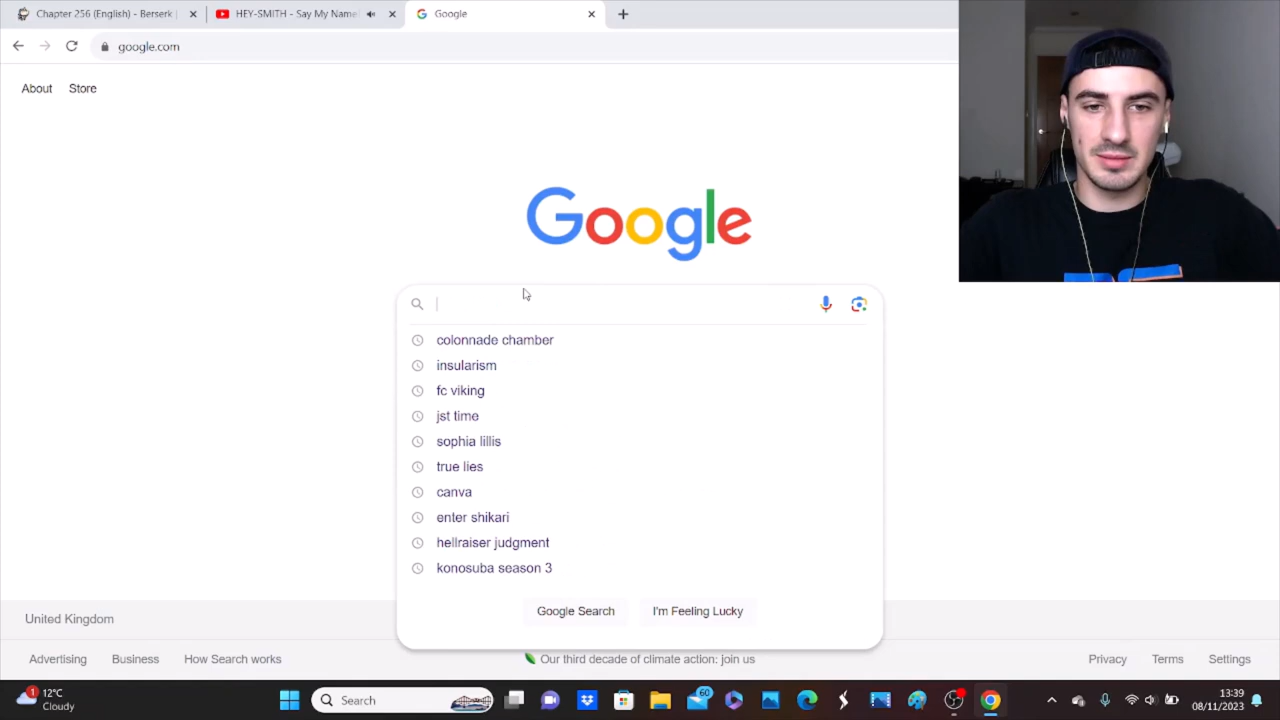 Chapter 256 (English) - Berserk |
HEY-SMITH - Say My Name
Google
google.com
About
Store
Google
colonnade chamber
insularism
fc viking
jst time
sophia lillis
true lies
canva
enter shikari
hellraiser judgment
konosuba season 3
Google Search
I'm Feeling Lucky
United Kingdom
Advertising
Business
How Search works
Our third decade of climate action: join us
Privacy
Terms
Settings
1
12°C
Cloudy
Search
60
13:39
08/11/2023